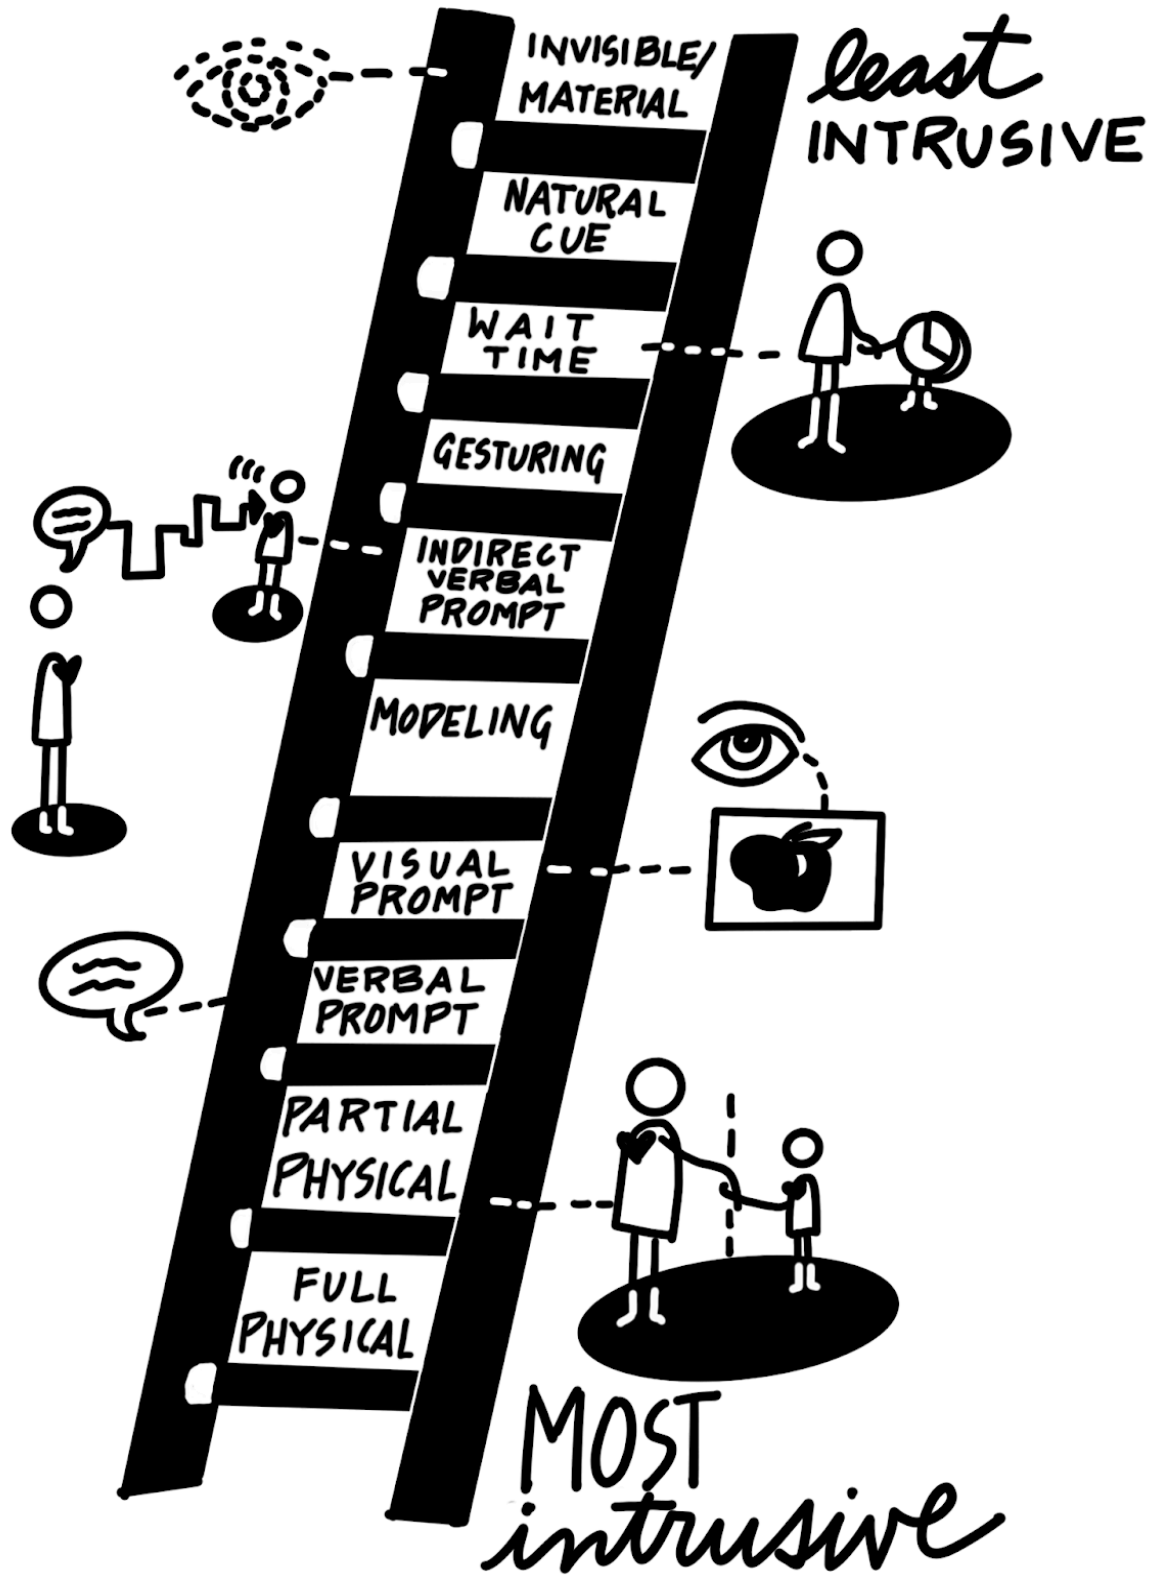 INVISIBLE/
MATERIAL
least
INTRUSIVE
NATURAL
CUE
WAIT
TIME
GESTURING
INDIRECT
VERBAL
PROMPT
MODELING
VISUAL
PROMPT
VERBAL
PROMPT
PARTIAL
PHYSICAL
FULL
PHYSICAL
MOST
intrusive